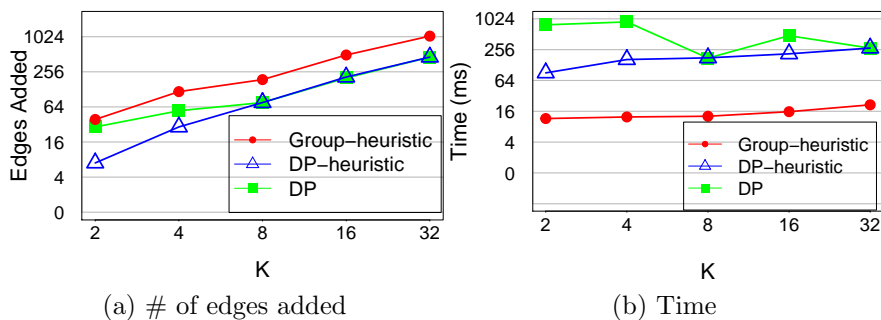 Edges Added
1024
256
64
16
4
0
Group-heuristic
DP-heuristic
DP
2 4 8 16 32
K
(a) # of edges added
Time (ms)
1024
256
64
16
4
0
Group-heuristic
DP-heuristic
DP
2 4 8 16 32
K
(b) Time